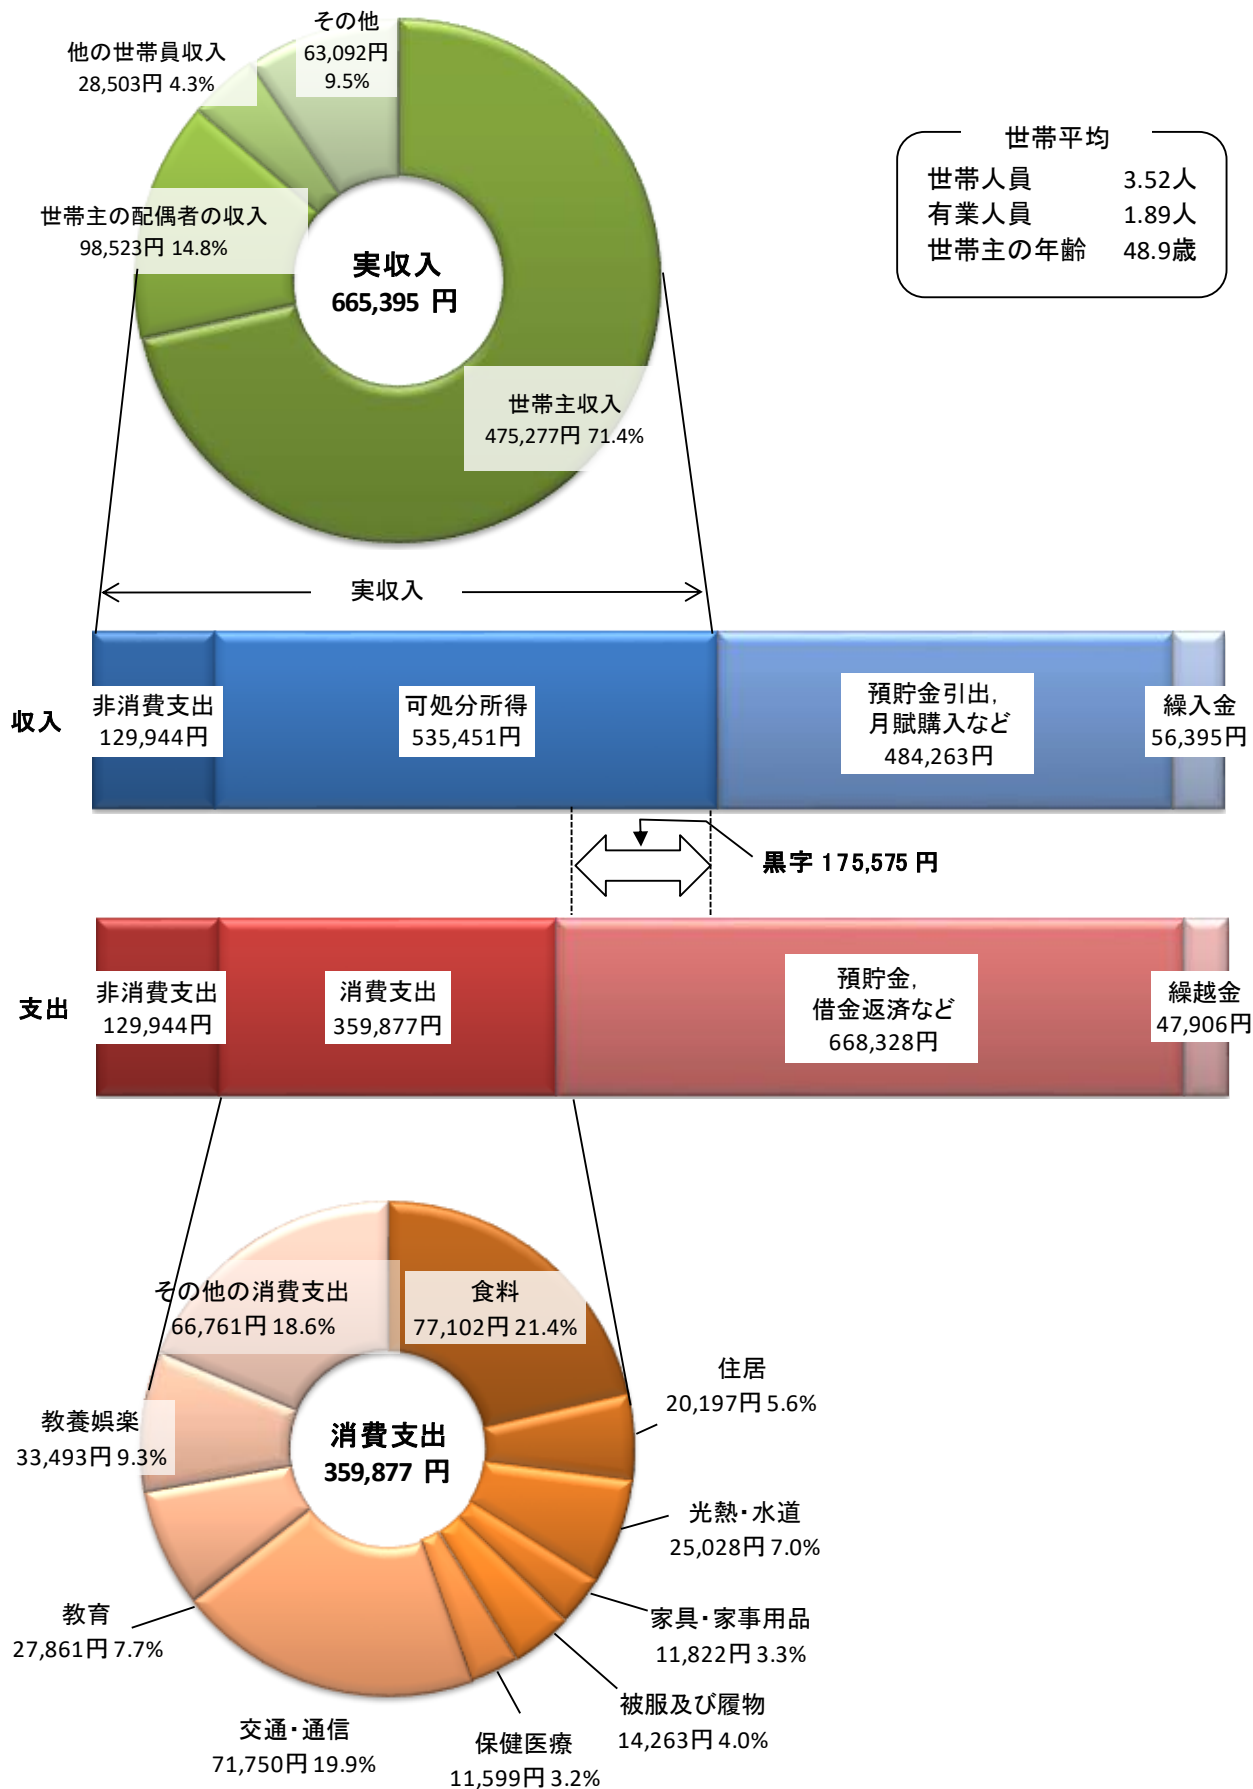 その他
63,092円
9.5%
他の世帯員収入
28,503円 4.3%
世帯主の配偶者の収入
98,523円 14.8%
実収入
665,395 円
世帯主収入
475,277円 71.4%
世帯平均
世帯人員 3.52人
有業人員 1.89人
世帯主の年齢 48.9歳
実収入
収入
非消費支出
129,944円
可処分所得
535,451円
預貯金引出,
月賦購入など
484,263円
繰入金
56,395円
黒字 175,575 円
支出
非消費支出
129,944円
消費支出
359,877円
預貯金,
借金返済など
668,328円
繰越金
47,906円
その他の消費支出
66,761円 18.6%
食料
77,102円 21.4%
住居
20,197円 5.6%
教養娯楽
33,493円 9.3%
消費支出
359,877 円
光熱・水道
25,028円 7.0%
教育
27,861円 7.7%
家具・家事用品
11,822円 3.3%
被服及び履物
14,263円 4.0%
交通・通信
71,750円 19.9%
保健医療
11,599円 3.2%